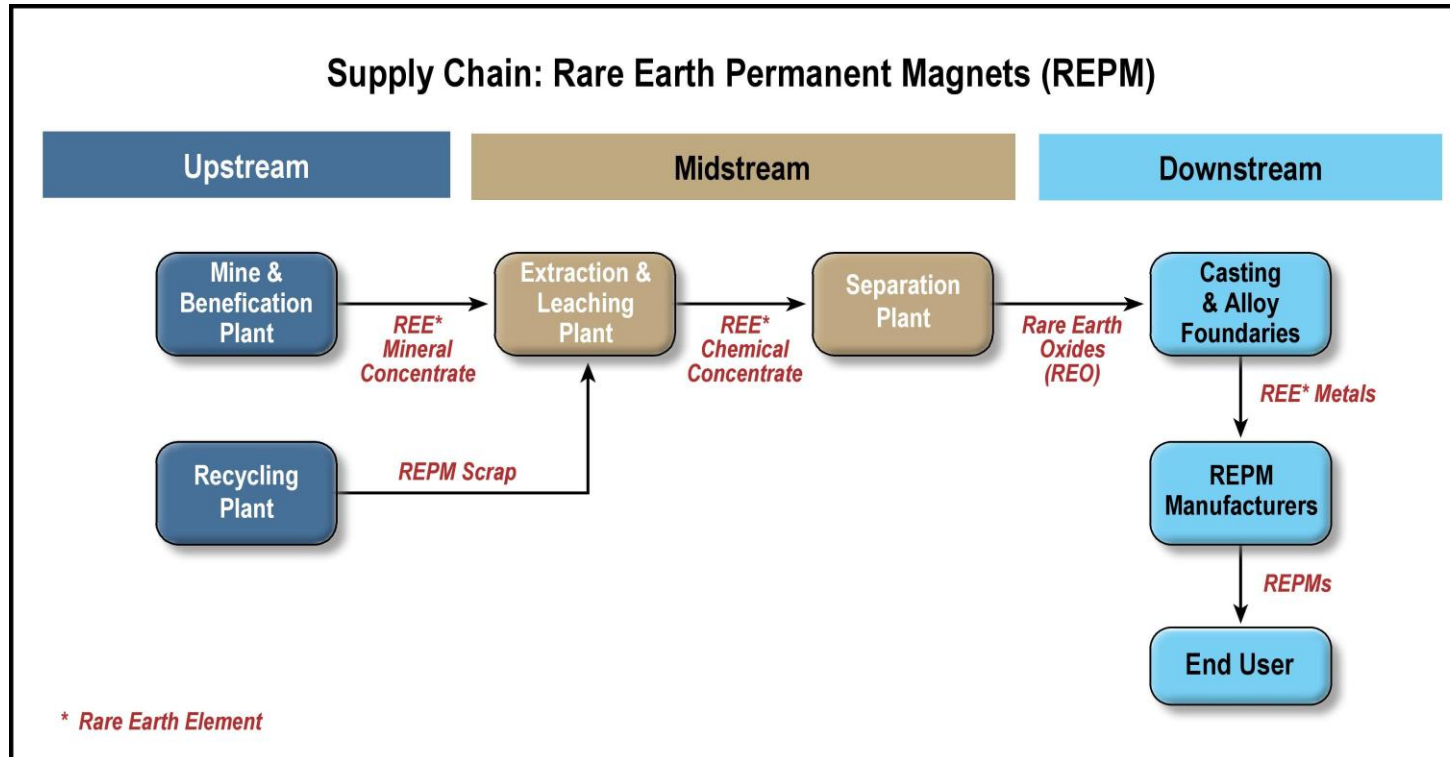 Supply Chain: Rare Earth Permanent Magnets (REPM)
Upstream
Midstream
Downstream
Mine &
Benefication
Plant
REE*
Mineral
Concentrate
Extraction &
Leaching
Plant
REE*
Chemical
Concentrate
Separation
Plant
Rare Earth
Oxides
(REO)
Casting
& Alloy
Foundaries
REE* Metals
Recycling
Plant
REPM Scrap
REPM
Manufacturers
REPMs
End User
* Rare Earth Element